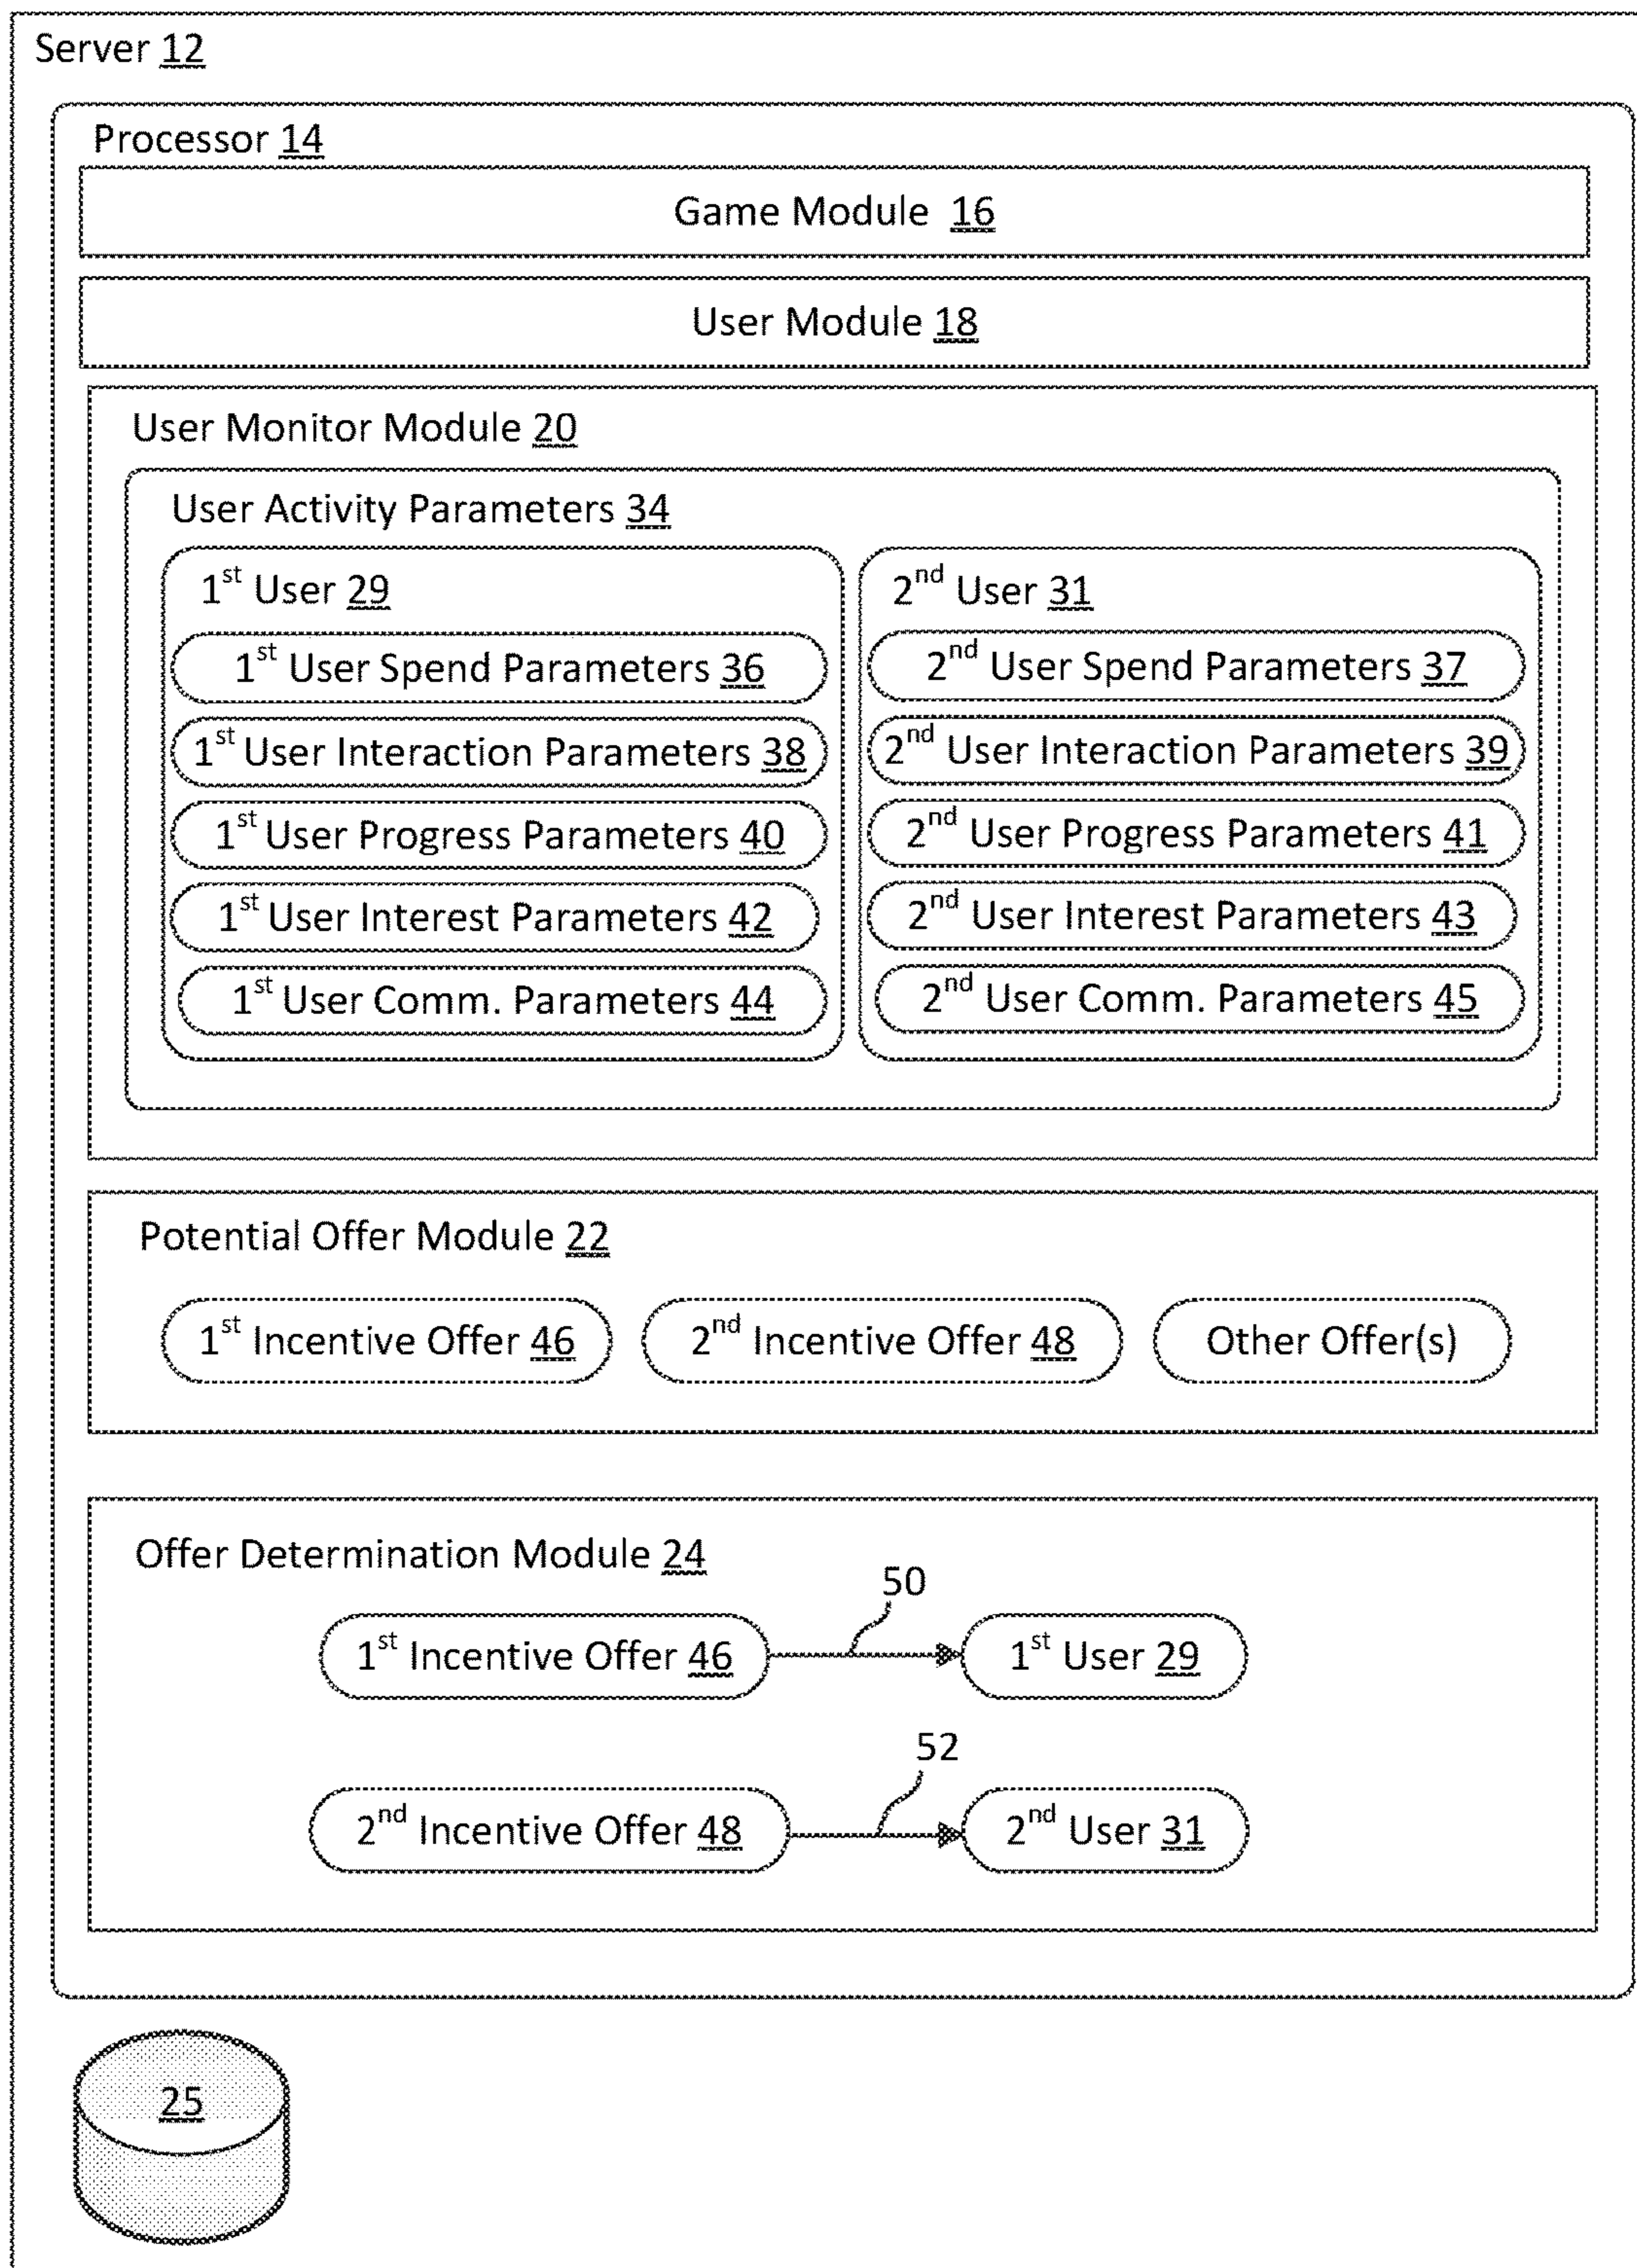 Server 12
Processor 14
Game Module 16
User Module 18
User Monitor Module 20
User Activity Parameters 34
1st User 29
1st User Spend Parameters 36
1st User Interaction Parameters 38
1st User Progress Parameters 40
1st User Interest Parameters 42
1st User Comm. Parameters 44
2nd User 31
2nd User Spend Parameters 37
2nd User Interaction Parameters 39
2nd User Progress Parameters 41
2nd User Interest Parameters 43
2nd User Comm. Parameters 45
Potential Offer Module 22
1st Incentive Offer 46
2nd Incentive Offer 48
Other Offer(s)
Offer Determination Module 24
50
1st Incentive Offer 46
1st User 29
52
2nd Incentive Offer 48
2nd User 31
25